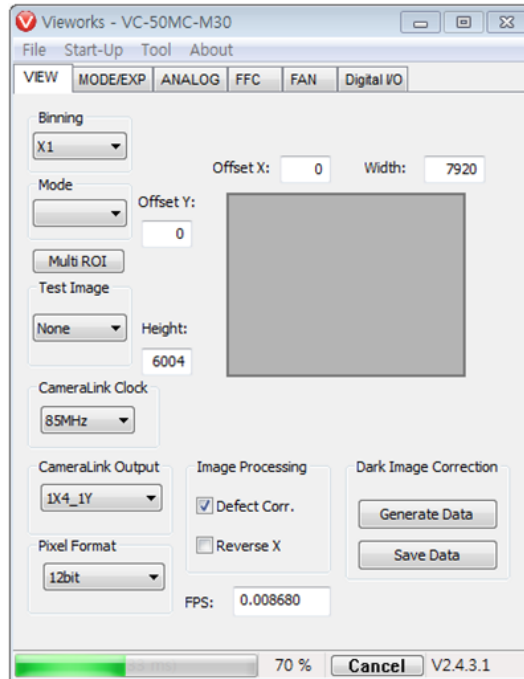 Vieworks - VC-50MC-M30
File Start-Up Tool About
VIEW MODE/EXP ANALOG FFC FAN Digital I/O
Binning
X1
Offset X: 0 Width: 7920
Mode
Offset Y:
0
Multi ROI
Test Image
None
Height:
6004
CameraLink Clock
85MHz
CameraLink Output Image Processing Dark Image Correction
1X4_1Y
Defect Corr.
Generate Data
Pixel Format
Reverse X
Save Data
12bit
FPS: 0.008680
70 % Cancel V2.4.3.1